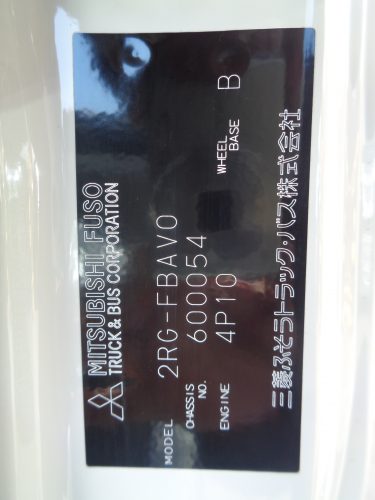 MITSUBISHI FUSO
TRUCK & BUS CORPORATION
MODEL 2RG-FBAV0
CHASSIS NO. 600054
ENGINE 4P10 WHEEL BASE B
三菱ふそうトラック・バス株式会社